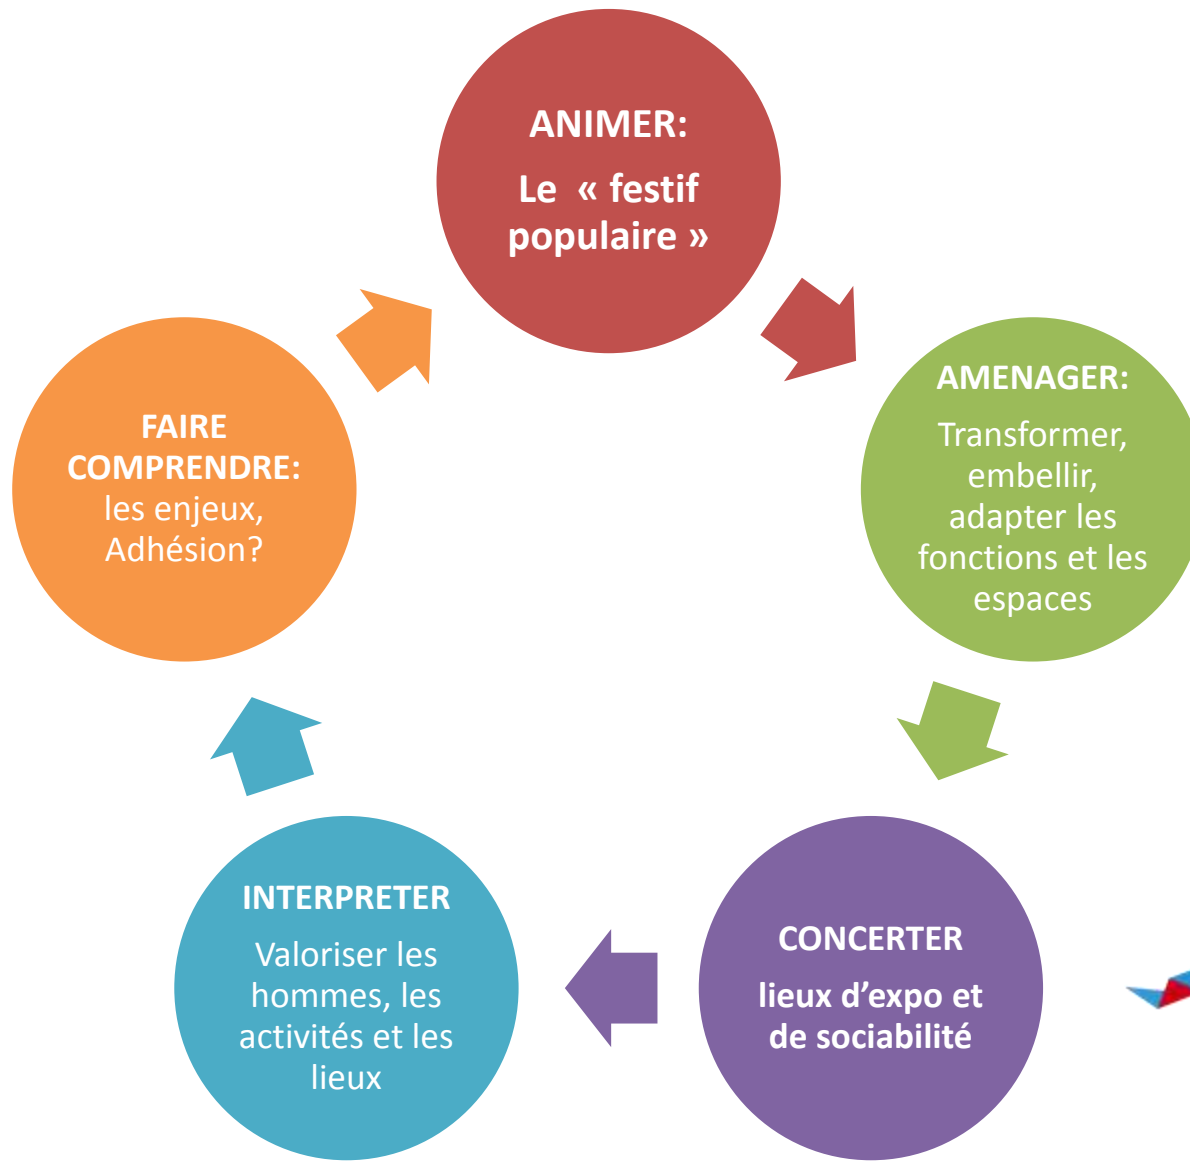 ANIMER:
Le « festif
populaire »
AMENAGER:
Transformer,
embellir,
adapter les
fonctions et les
espaces
CONCERTER
lieux d’expo et
de sociabilité
INTERPRETER
Valoriser les
hommes, les
activités et les
lieux
FAIRE
COMPRENDRE:
les enjeux,
Adhésion?